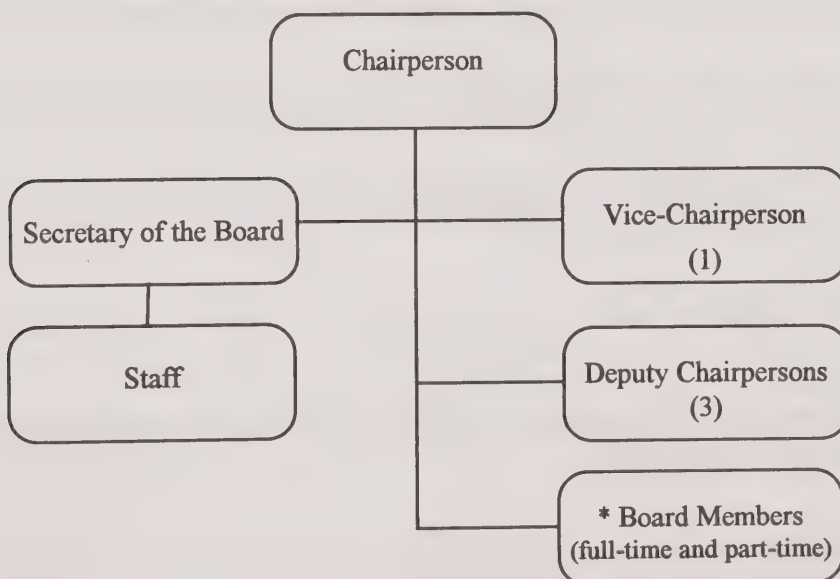 Chairperson
Secretary of the Board
Vice-Chairperson
(1)
Staff
Deputy Chairpersons
(3)
* Board Members
(full-time and part-time)